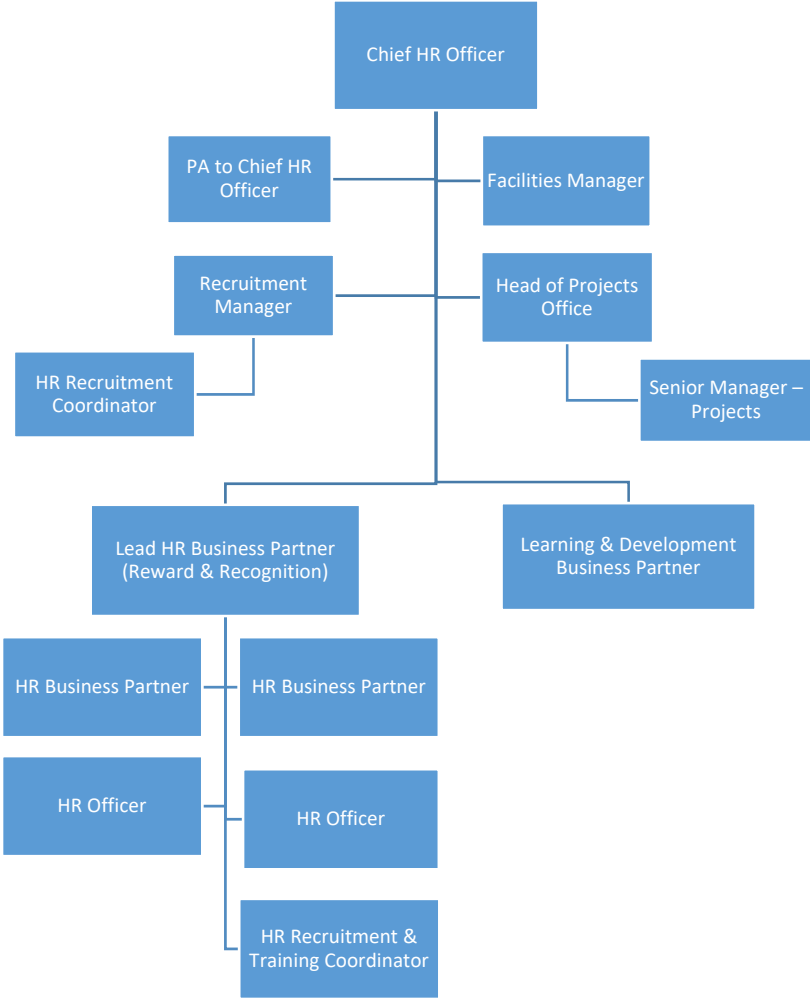 Chief HR Officer
PA to Chief HR
Officer
Facilities Manager
Recruitment
Manager
Head of Projects
Office
HR Recruitment
Coordinator
Senior Manager –
Projects
Lead HR Business Partner
(Reward & Recognition)
Learning & Development
Business Partner
HR Business Partner
HR Business Partner
HR Officer
HR Officer
HR Recruitment &
Training Coordinator